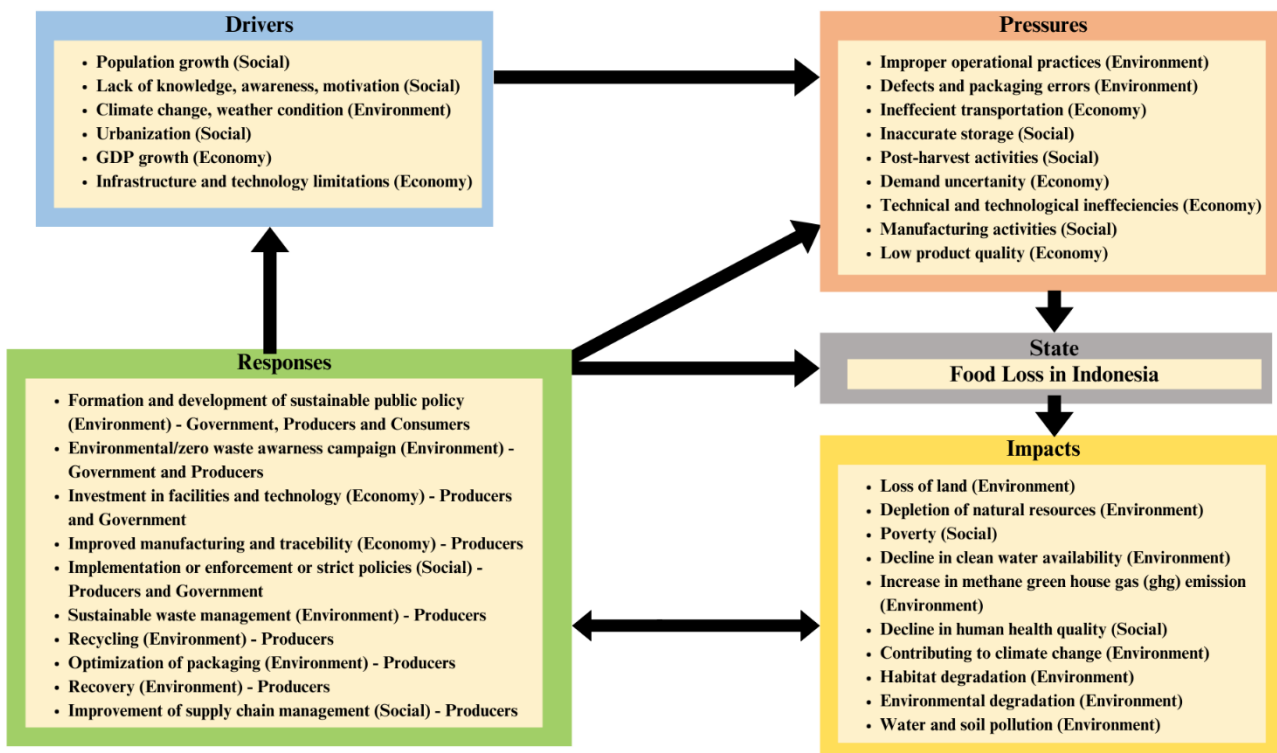 Drivers
• Population growth (Social)
• Lack of knowledge, awareness, motivation (Social)
• Climate change, weather condition (Environment)
• Urbanization (Social)
• GDP growth (Economy)
• Infrastructure and technology limitations (Economy)
Pressures
• Improper operational practices (Environment)
• Defects and packaging errors (Environment)
• Ineffecient transportation (Economy)
• Inaccurate storage (Social)
• Post-harvest activities (Social)
• Demand uncertanity (Economy)
• Technical and technological ineffeciencies (Economy)
• Manufacturing activities (Social)
• Low product quality (Economy)
Responses
• Formation and development of sustainable public policy
(Environment) - Government, Producers and Consumers
• Environmental/zero waste awarness campaign (Environment) -
Government and Producers
• Investment in facilities and technology (Economy) - Producers
and Government
• Improved manufacturing and tracebility (Economy) - Producers
• Implementation or enforcement or strict policies (Social) -
Producers and Government
• Sustainable waste management (Environment) - Producers
• Recycling (Environment) - Producers
• Optimization of packaging (Environment) - Producers
• Recovery (Environment) - Producers
• Improvement of supply chain management (Social) - Producers
State
Food Loss in Indonesia
Impacts
• Loss of land (Environment)
• Depletion of natural resources (Environment)
• Poverty (Social)
• Decline in clean water availability (Environment)
• Increase in methane green house gas (ghg) emission
(Environment)
• Decline in human health quality (Social)
• Contributing to climate change (Environment)
• Habitat degradation (Environment)
• Environmental degradation (Environment)
• Water and soil pollution (Environment)